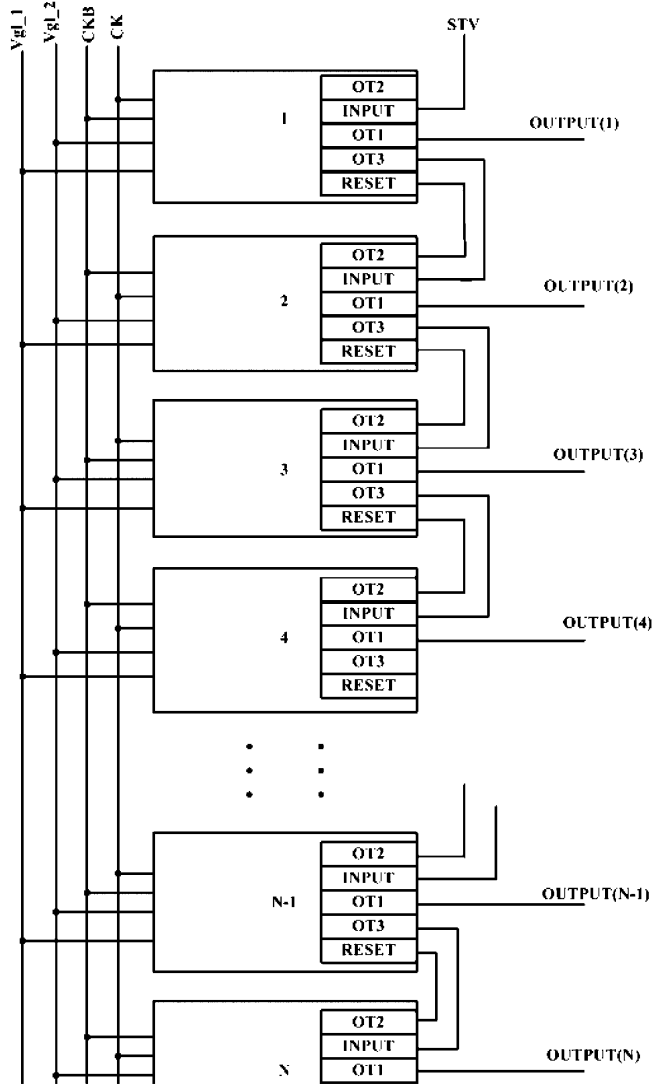 Vgl_1
Vgl_2
CKB
CK
STV
1
OT2
INPUT
OT1
OT3
RESET
OUTPUT(1)
2
OT2
INPUT
OT1
OT3
RESET
OUTPUT(2)
3
OT2
INPUT
OT1
OT3
RESET
OUTPUT(3)
4
OT2
INPUT
OT1
OT3
RESET
OUTPUT(4)
N-1
OT2
INPUT
OT1
OT3
RESET
OUTPUT(N-1)
N
OT2
INPUT
OT1
OUTPUT(N)